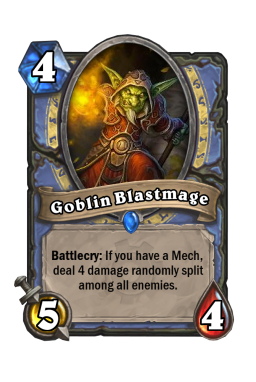 4
Goblin Blastmage
Battlecry: If you have a Mech,
deal 4 damage randomly split
among all enemies.
5
4